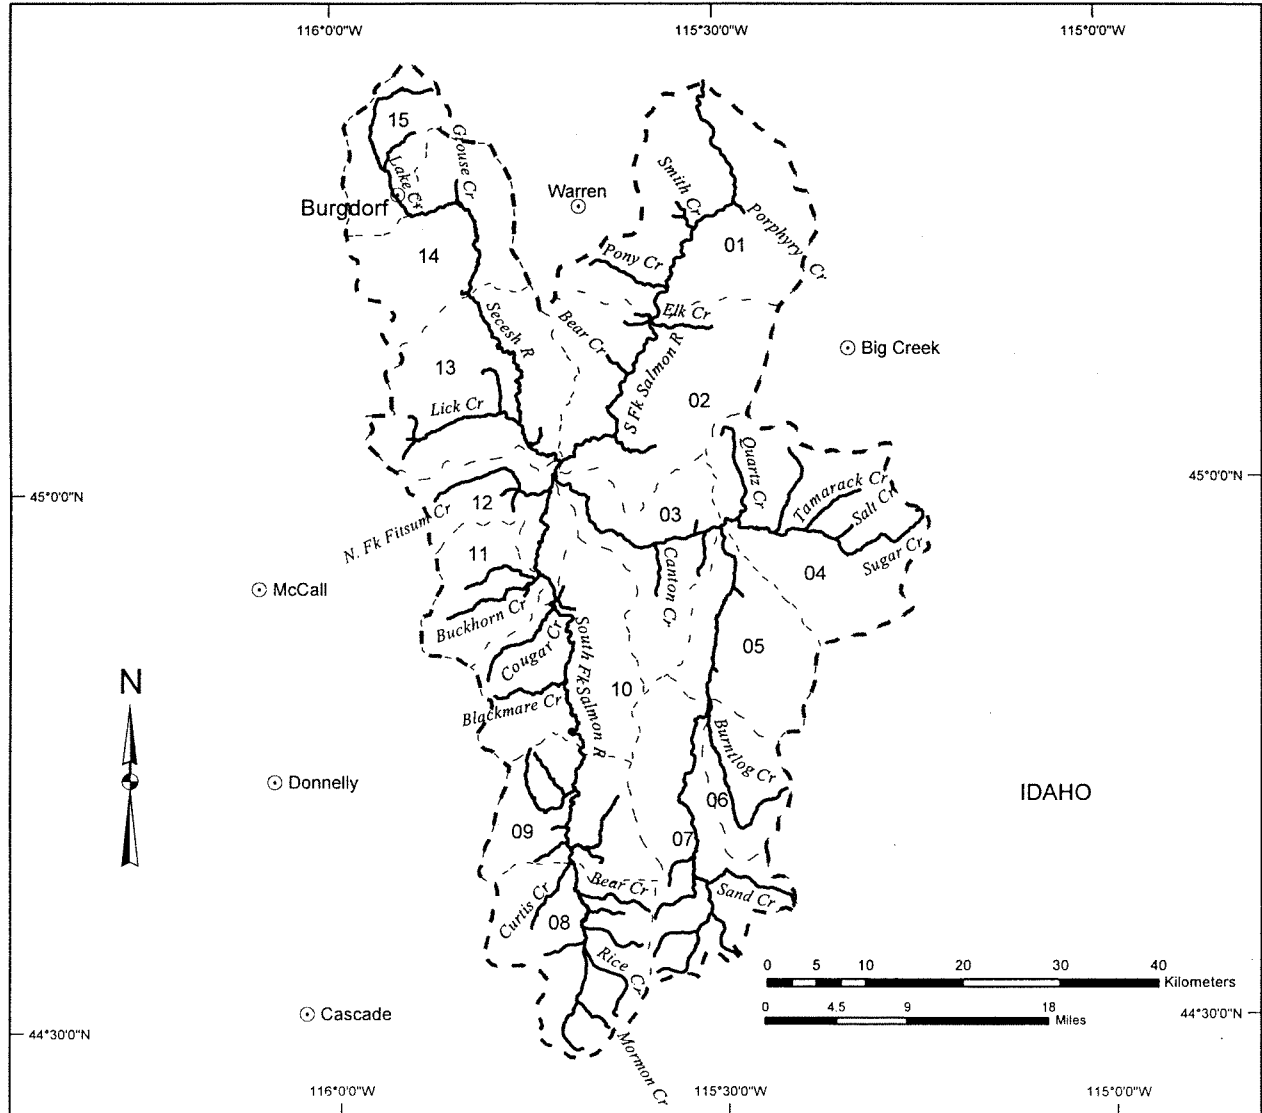 116°0'0"W
115°30'0"W
115°0'0"W
15
Grouse Cr
Lake Cr
Burgdorf
Warren
Smith Cr
Porphyry Cr
01
14
Pony Cr
Elk Cr
Bear Cr
Secesh R
S Fk Salmon R
Big Creek
13
02
Lick Cr
Quartz Cr
45°0'0"N
45°0'0"N
Tamarack Cr
Salt Cr
12
03
N. Fk Fitsum Cr
11
Sugar Cr
04
Canton Cr
McCall
Buckhorn Cr
Cougar Cr
05
South Fk Salmon R
10
N
Blackmare Cr
Burntlog Cr
Donnelly
IDAHO
06
09
07
Bear Cr
Sand Cr
Curtis Cr
08
Rice Cr
0 5 10 20 30 40
Kilometers
0 4.5 9 18
Miles
Cascade
44°30'0"N
44°30'0"N
Mormon Cr
116°0'0"W
115°30'0"W
115°0'0"W